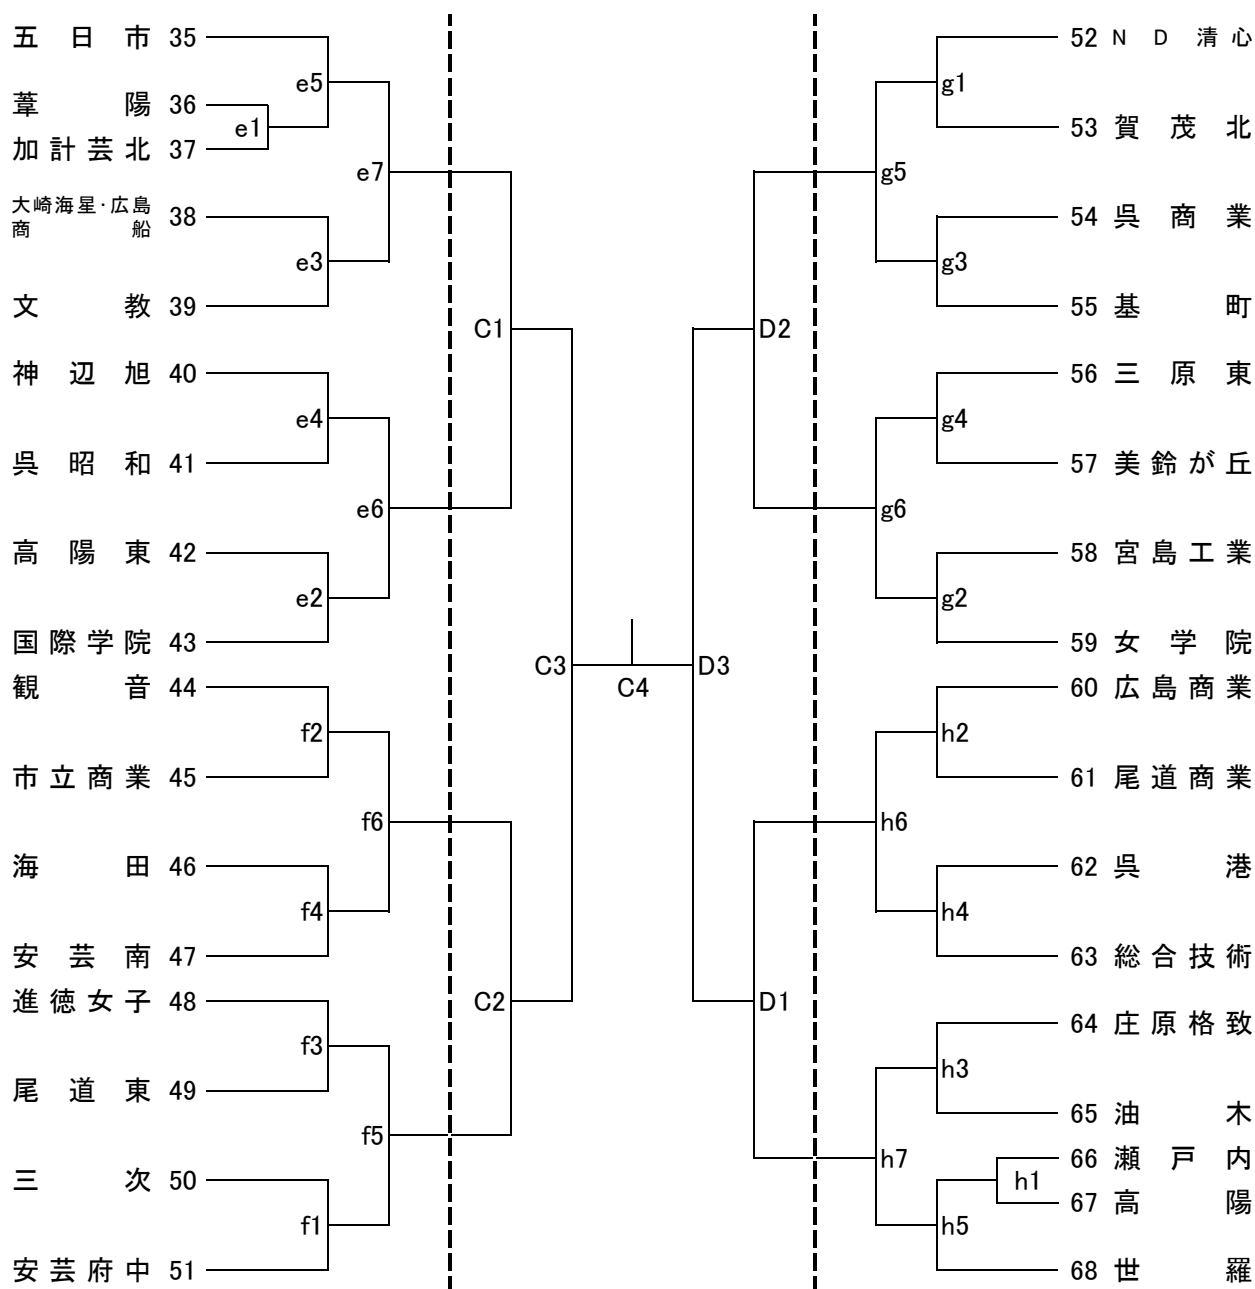 五日市 35
e5
葦陽 36
e1
加計芸北 37
e7
大崎海星・広島
商船 38
e3
文教 39
C1
神辺旭 40
e4
呉昭和 41
e6
高陽東 42
e2
国際学院 43
C3
観音 44
f2
市立商業 45
f6
海田 46
f4
安芸南 47
進徳女子 48
C2
f3
尾道東 49
f5
三次 50
f1
安芸府中 51
C4
52 ND清心
g1
53 賀茂北
g5
54 呉商業
g3
55 基町
D2
56 三原東
g4
57 美鈴が丘
g6
58 宮島工業
g2
59 女学院
D3
60 広島商業
h2
61 尾道商業
h6
62 呉港
h4
63 総合技術
D1
64 庄原格致
h3
65 油木
h7
66 瀬戸内
h1
67 高陽
h5
68 世羅